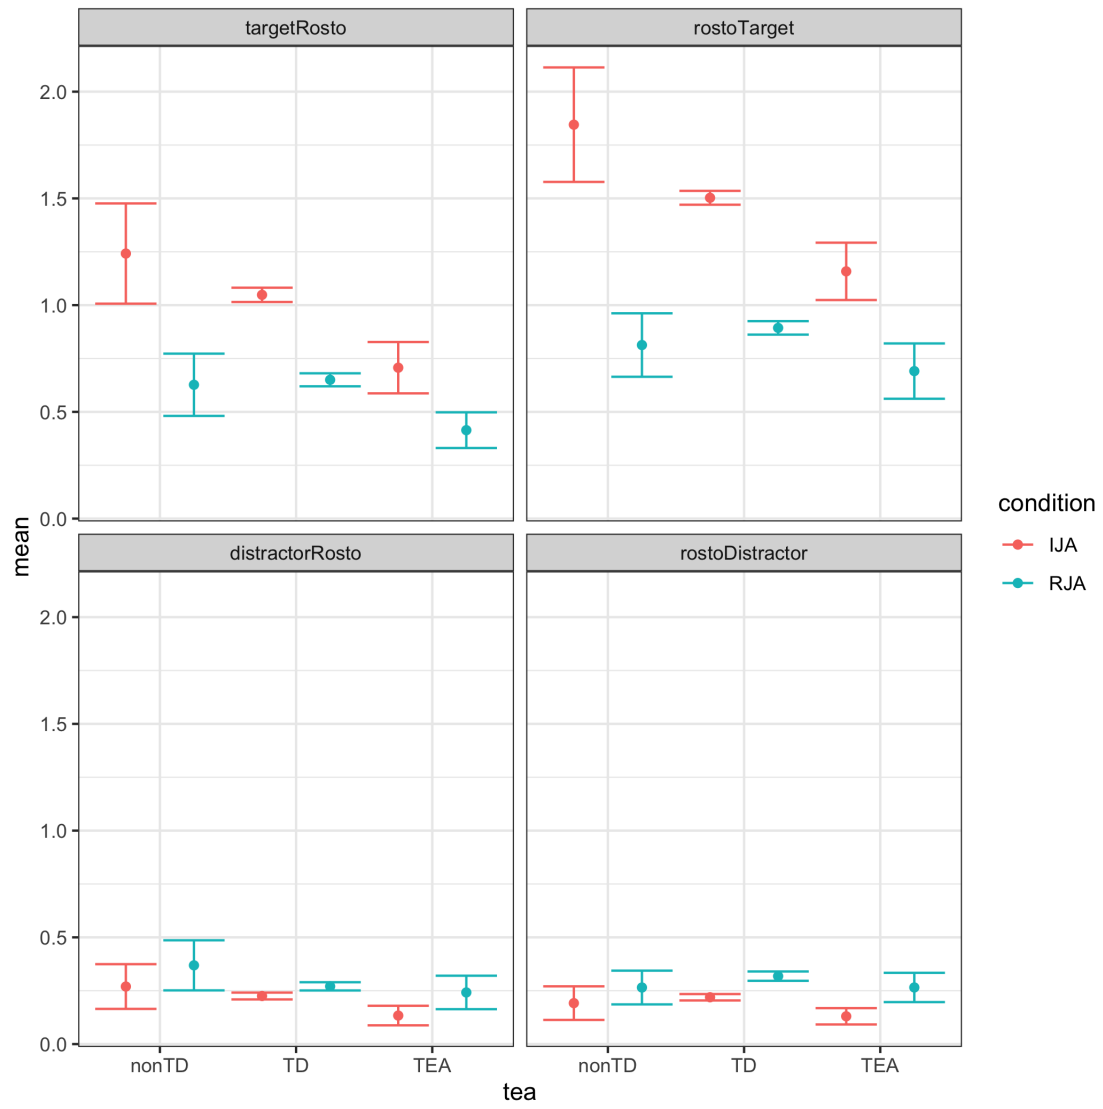 targetRosto
rostoTarget
2.0
1.5
1.0
0.5
0.0
mean
distractorRosto
rostoDistractor
2.0
1.5
1.0
0.5
0.0
nonTD TD TEA
nonTD TD TEA
tea
condition
IJA
RJA